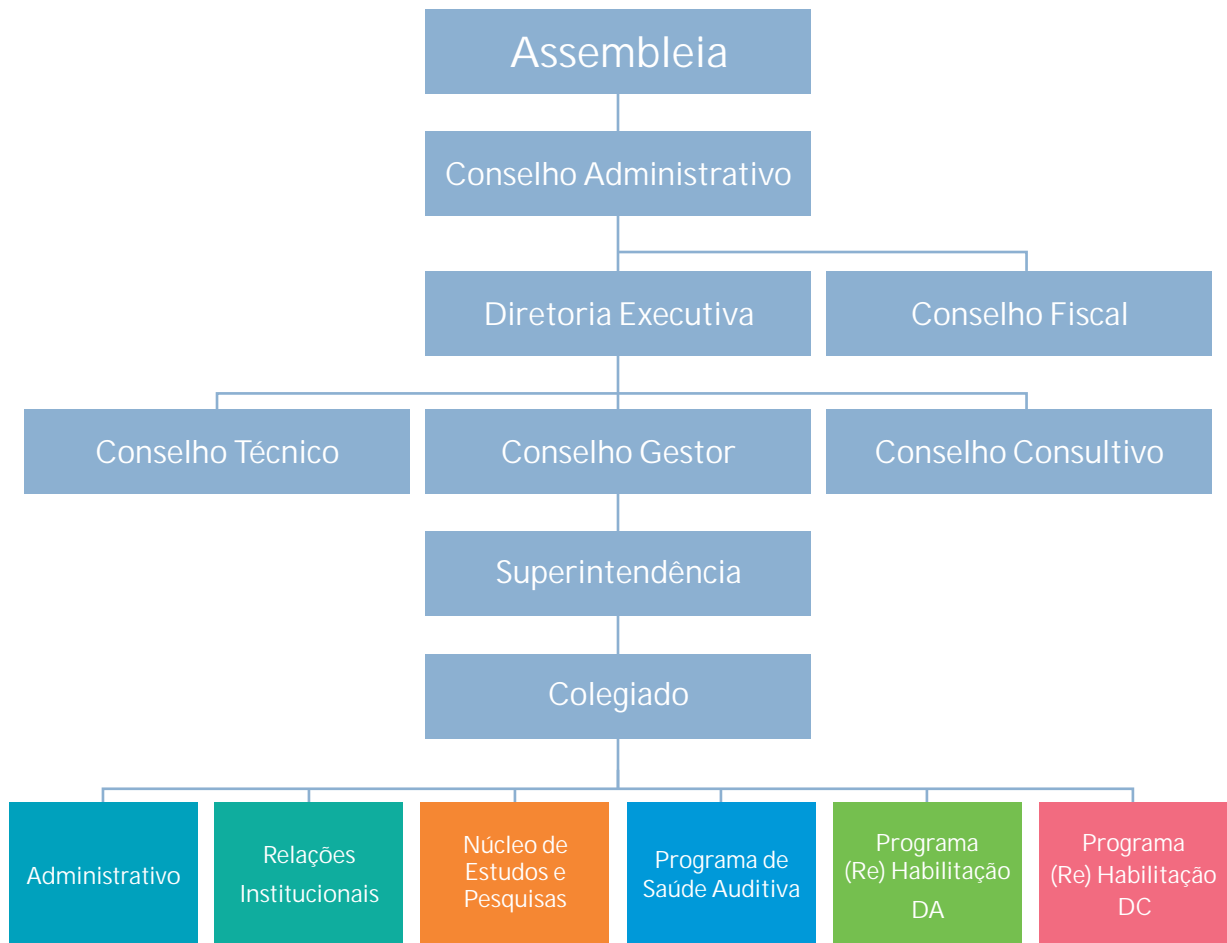 Assembleia
Conselho Administrativo
Diretoria Executiva
Conselho Fiscal
Conselho Técnico
Conselho Gestor
Conselho Consultivo
Superintendência
Colegiado
Administrativo
Relações
Institucionais
Núcleo de
Estudos e
Pesquisas
Programa de
Saúde Auditiva
Programa
(Re) Habilitação
DA
Programa
(Re) Habilitação
DC